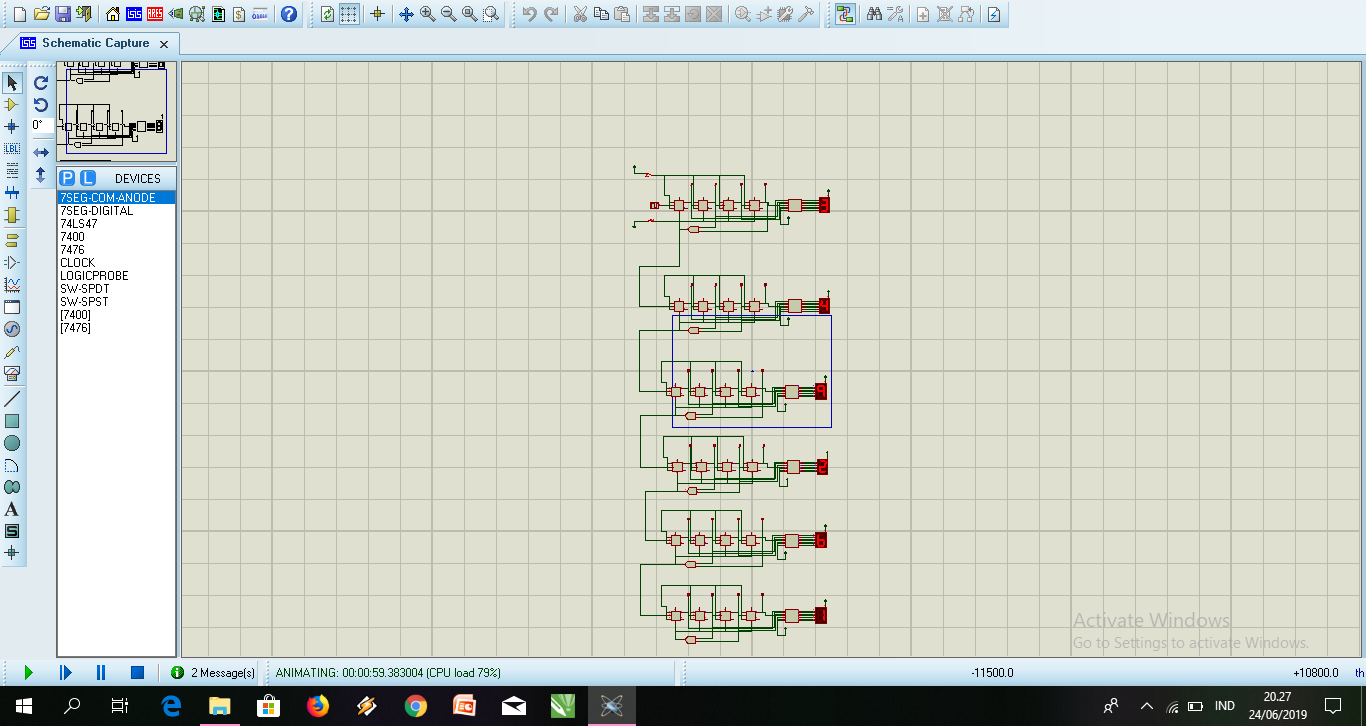 Schematic Capture
0°
LBL
P L DEVICES
7SEG-COM-ANODE
7SEG-DIGITAL
74LS47
7400
7476
CLOCK
LOGICPROBE
SW-SPDT
SW-SPST
[7400]
[7476]
A
S
Activate Windows
Go to Settings to activate Windows.
2 Message(s)
ANIMATING: 00:00:59.383004 (CPU load 79%)
-11500.0
+10800.0
th
IND
20.27
24/06/2019